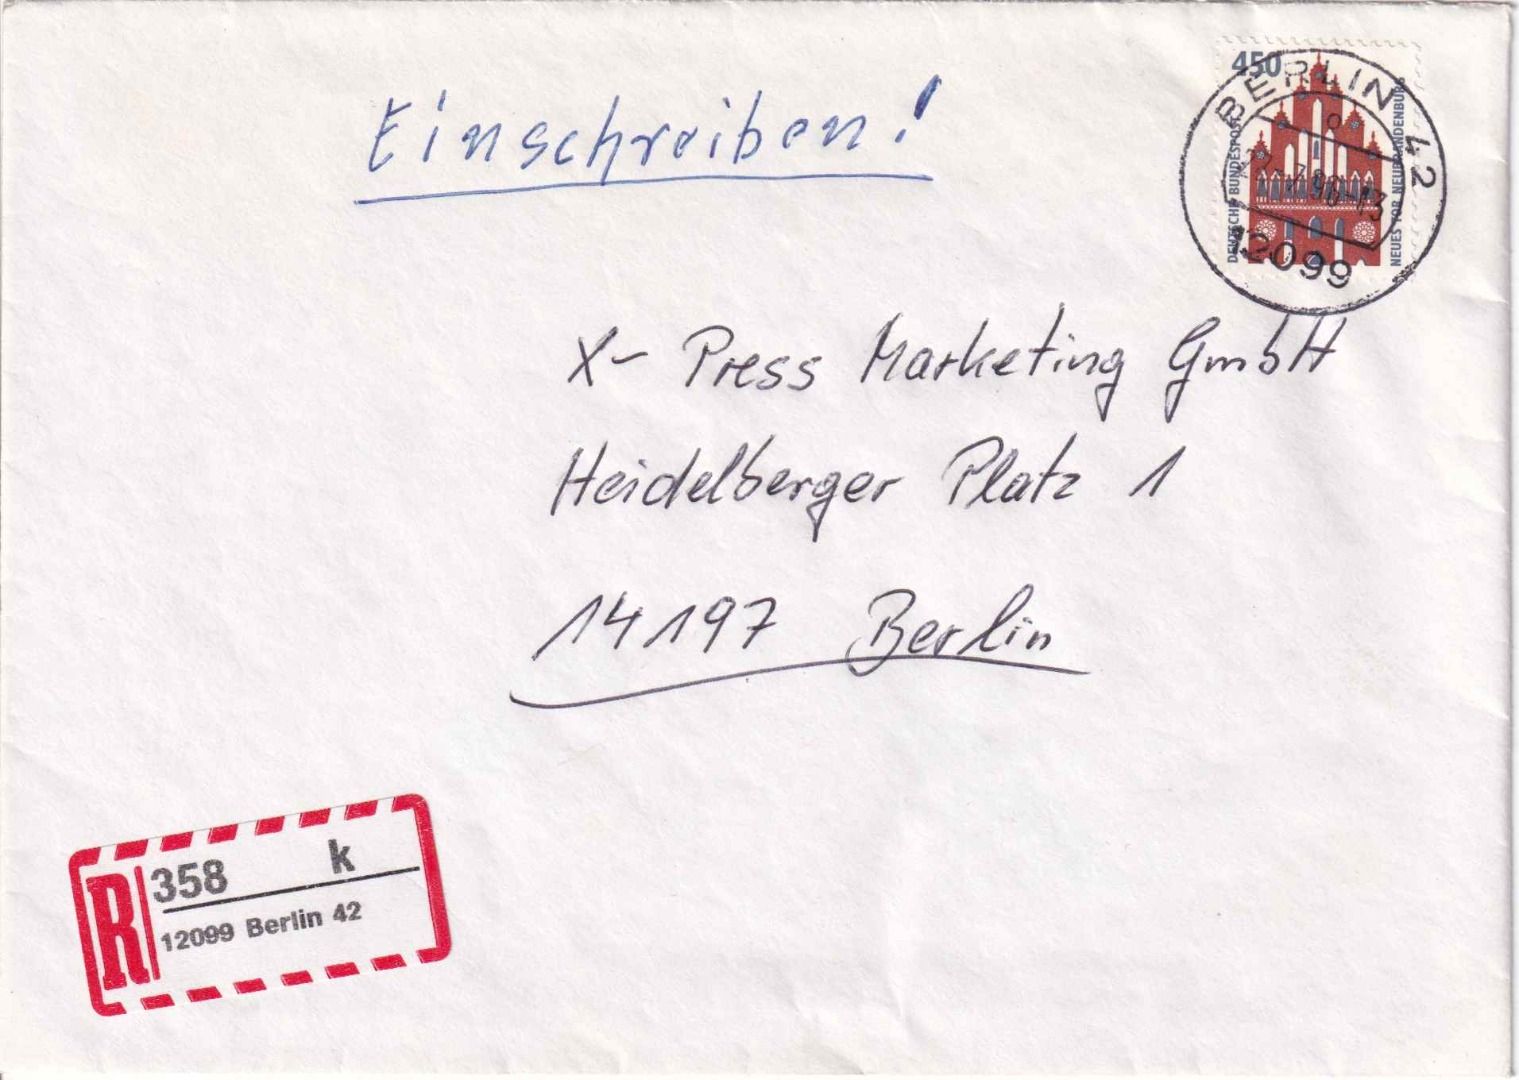 Einschreiben!
450
DEUTSCHE BUNDESPOST
NEUES TOR NEUBRANDENBURG
BERLIN 42
12099
X- Press Marketing GmbH
Heidelberger Platz 1
14197 Berlin
R
358 k
12099 Berlin 42